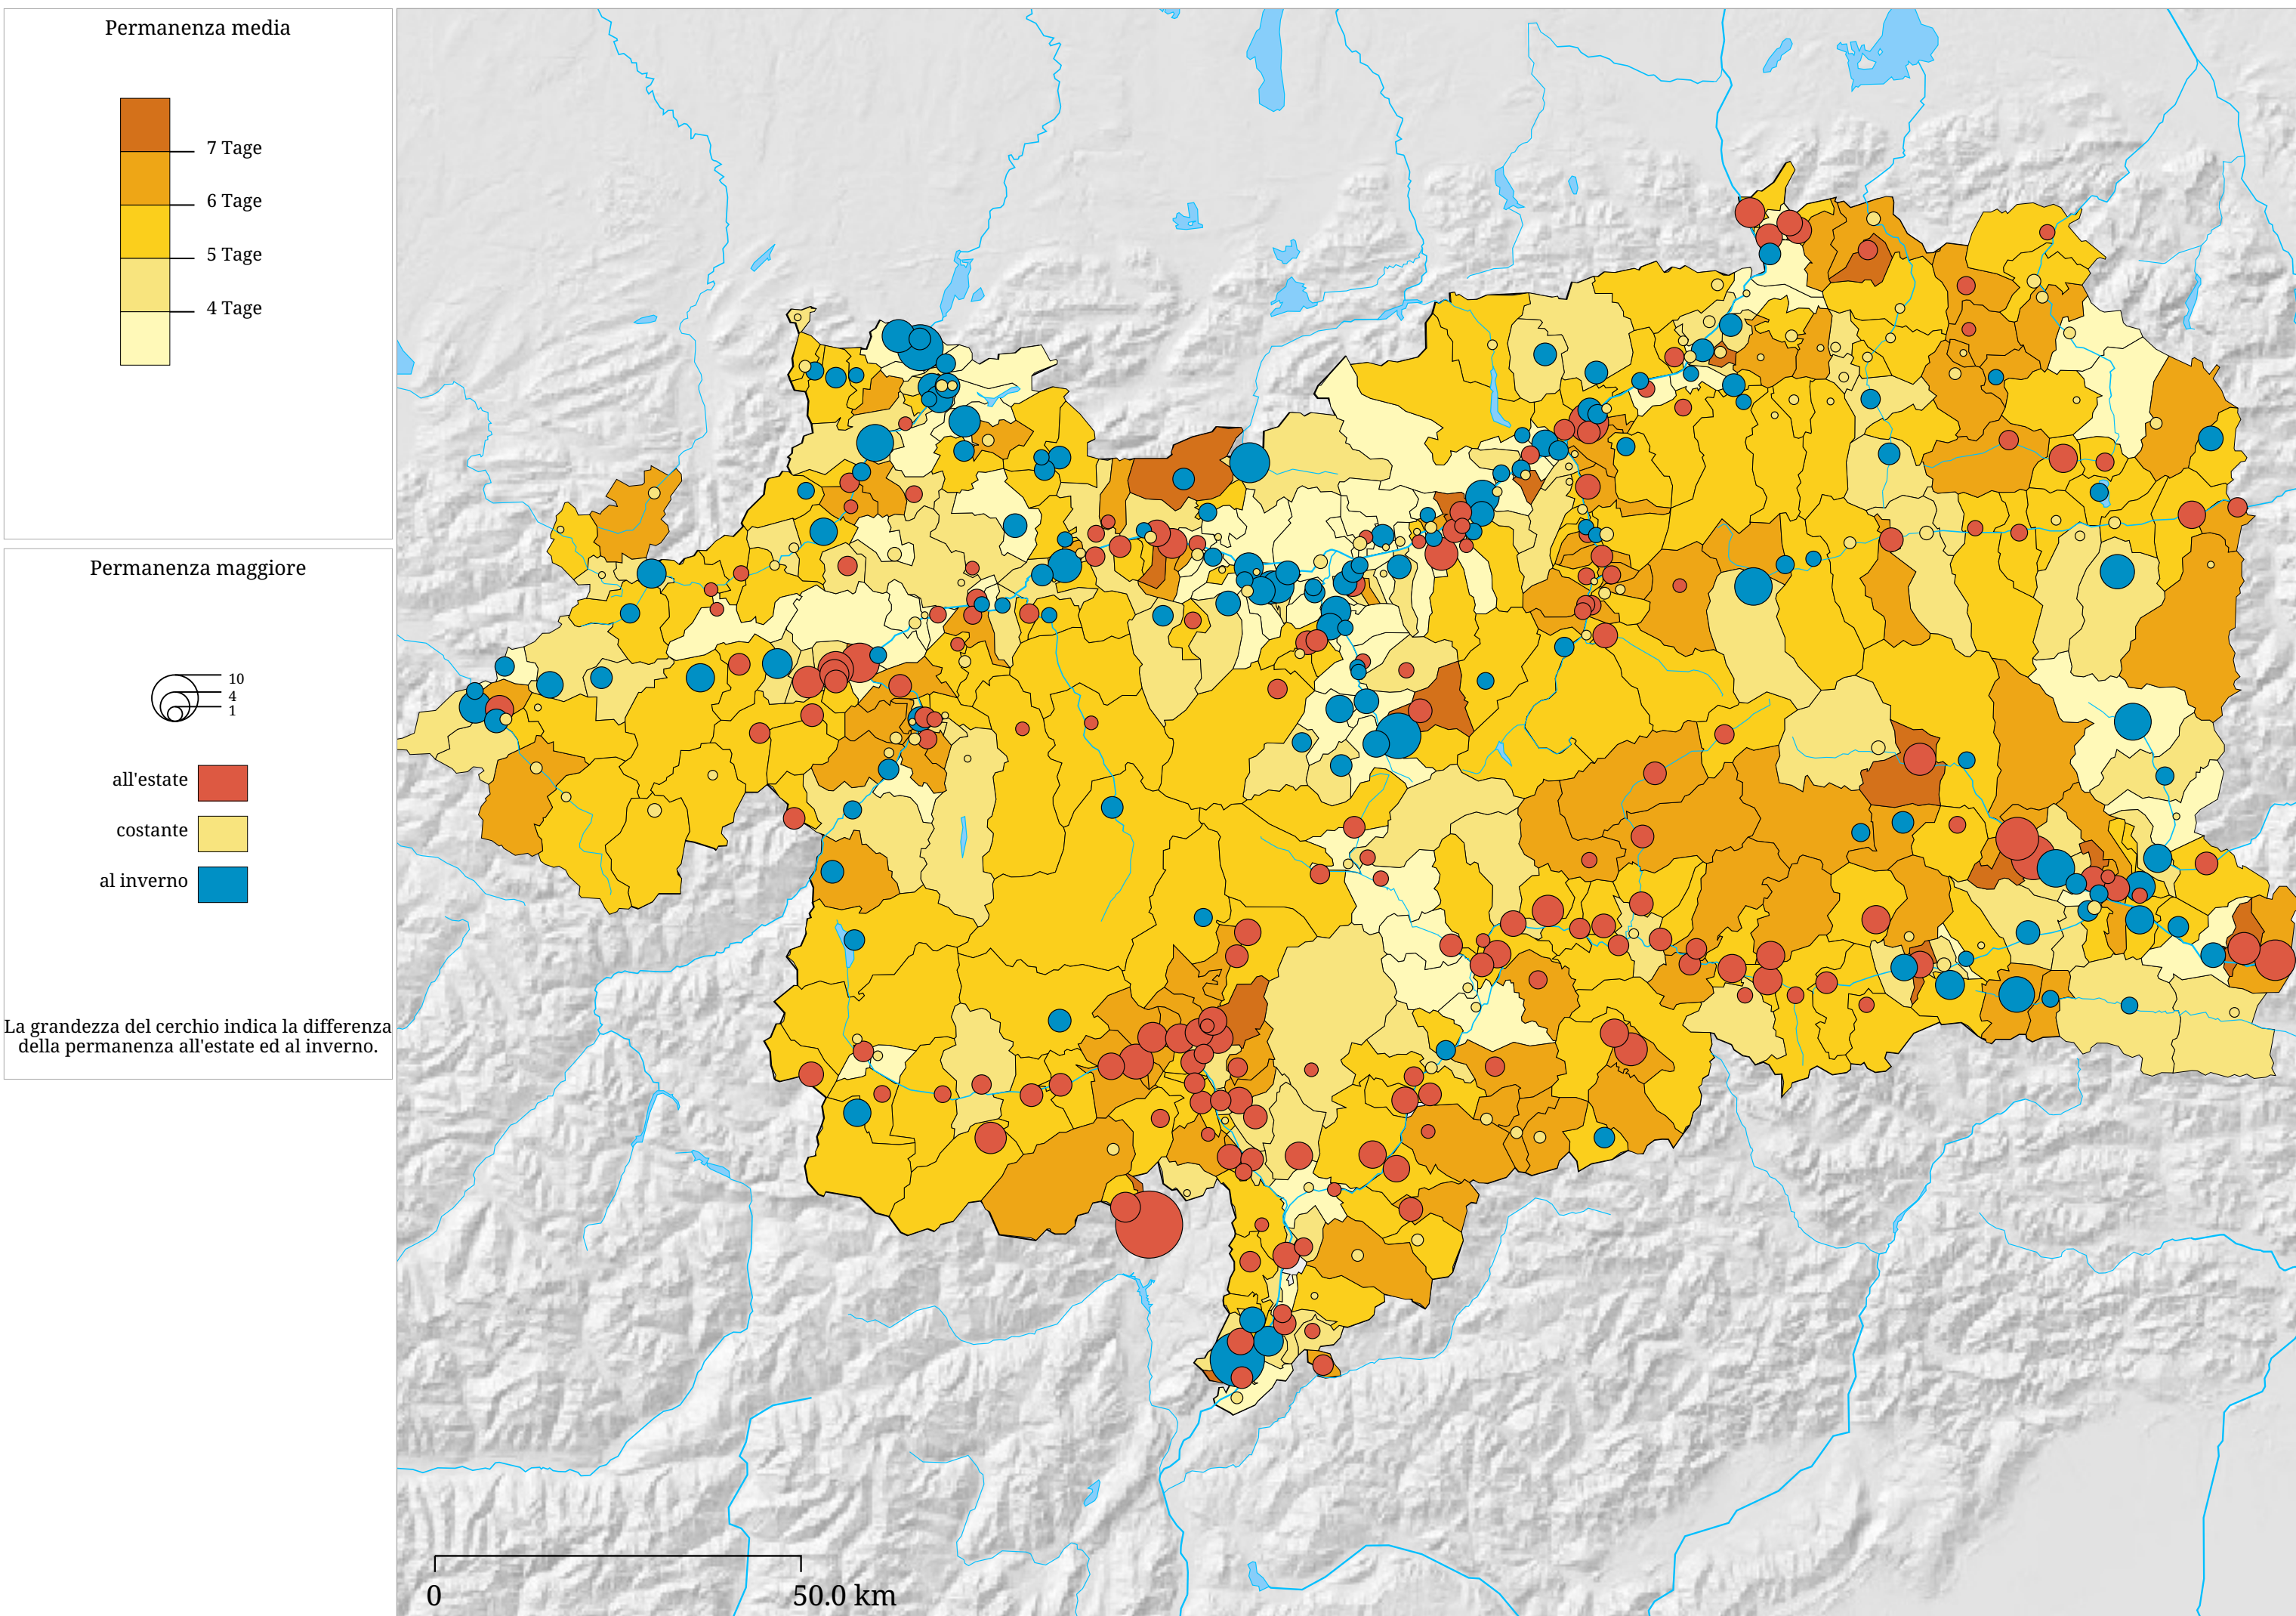 Permanenza media
7 Tage
6 Tage
5 Tage
4 Tage
Permanenza maggiore
10
4
1
all'estate
costante
al inverno
La grandezza del cerchio indica la differenza
della permanenza all'estate ed al inverno.
0
50.0 km